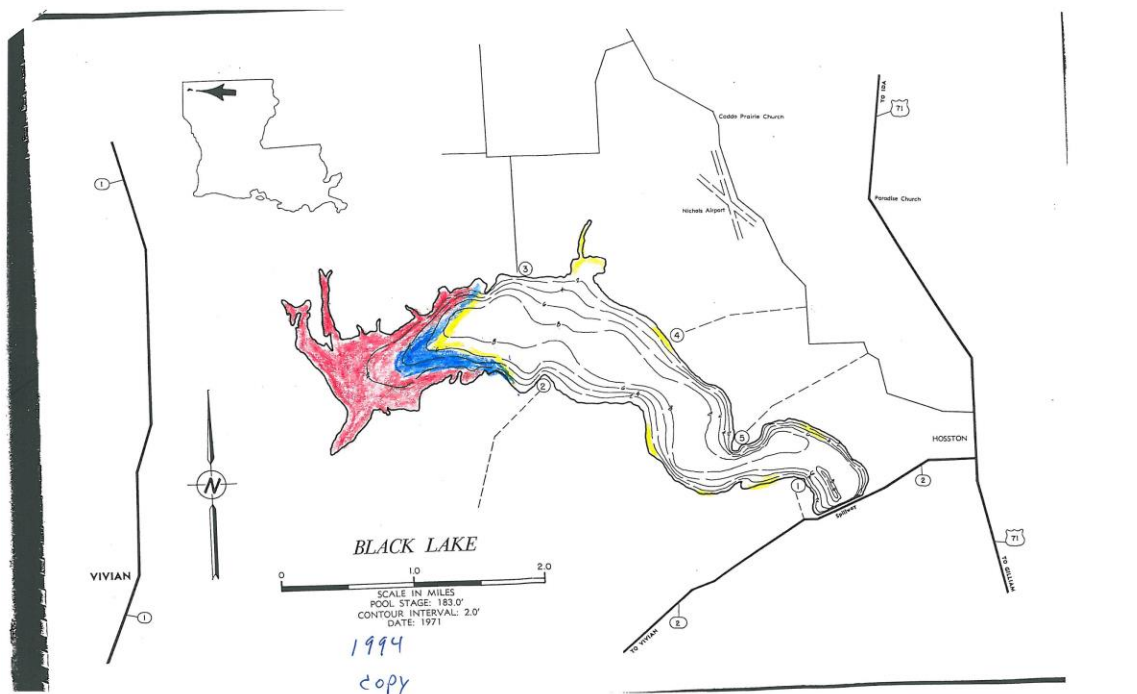 TO IDA
71
Caddo Prairie Church
1
Paradise Church
Nichols Airport
3
4
2
5
HOSSTON
1
2
Spillway
BLACK LAKE
0 1.0 2.0
SCALE IN MILES
POOL STAGE: 183.0'
CONTOUR INTERVAL: 2.0'
DATE: 1971
N
VIVIAN
1
71
TO GILLIAN
2
TO VIVIAN
1994
copy